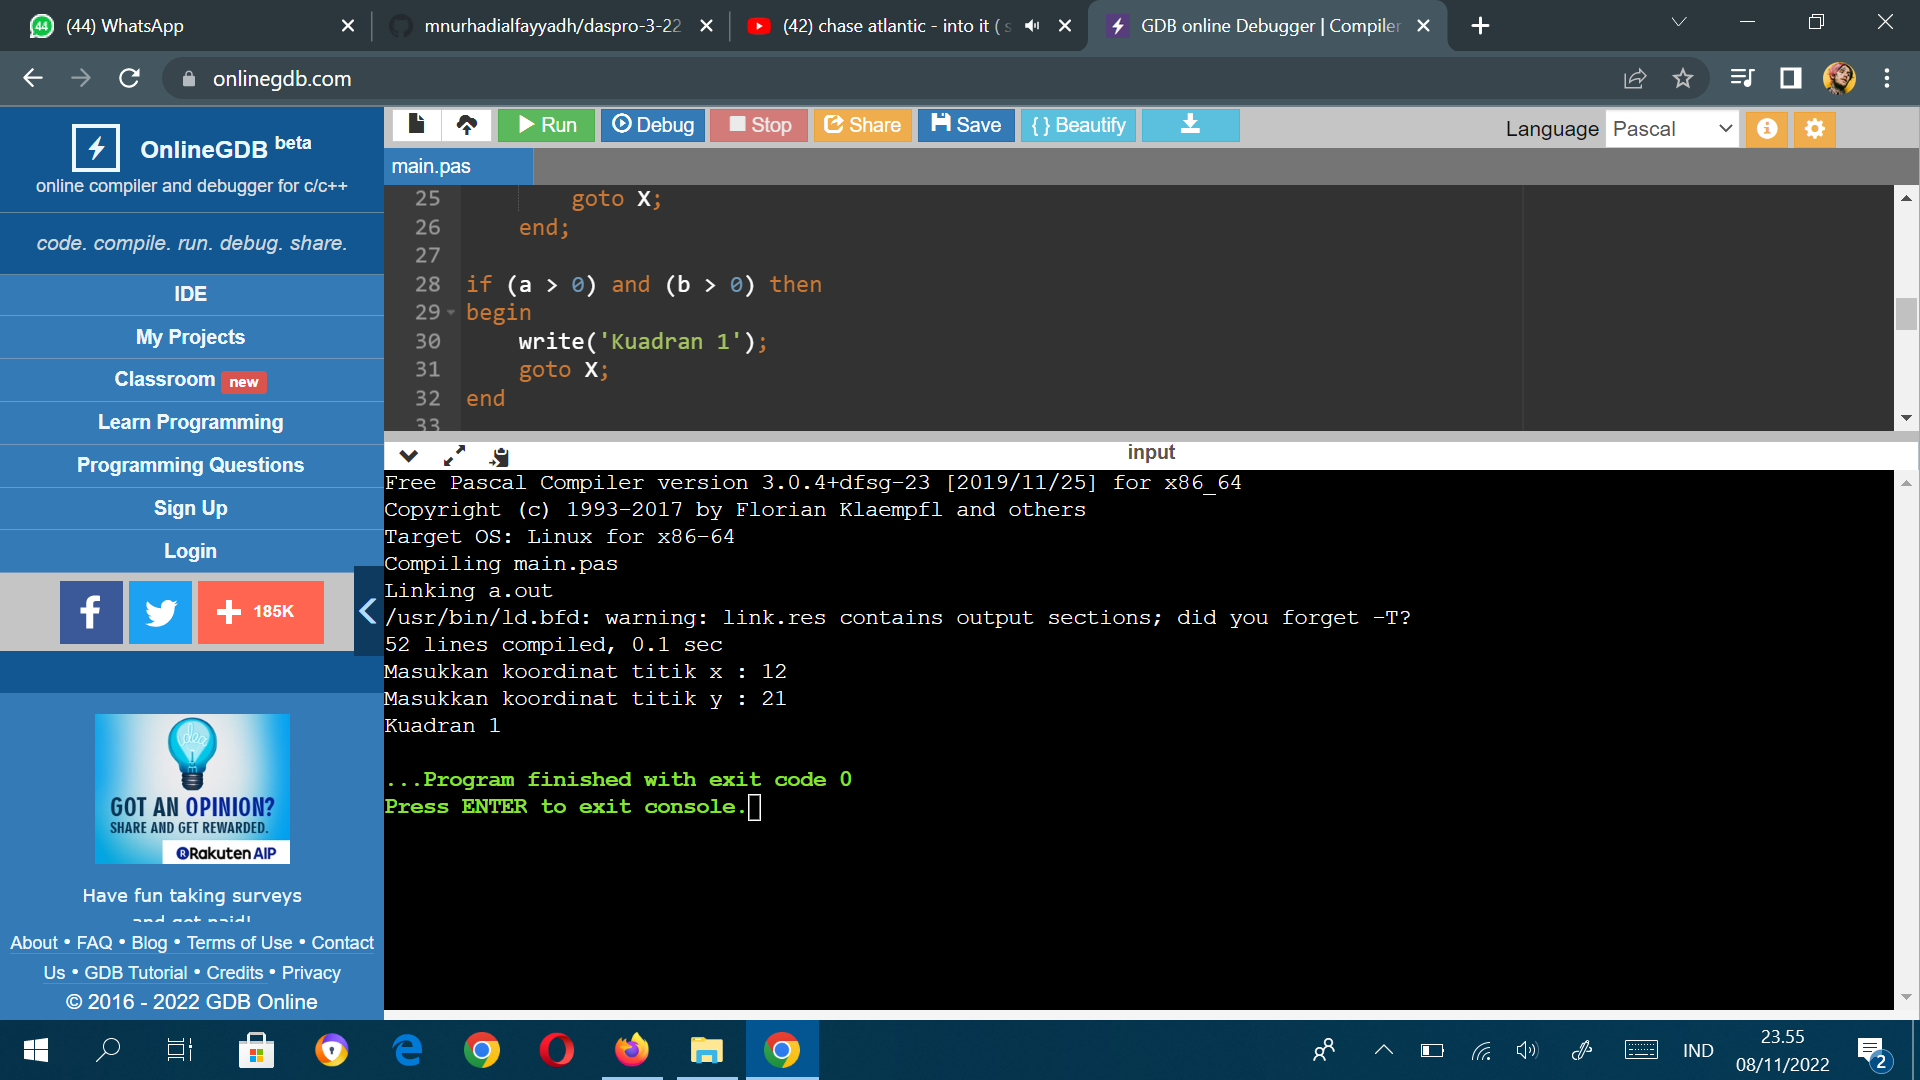 (44) WhatsApp
mnurhadialfayyadh/daspro-3-22
(42) chase atlantic - into it ( s
GDB online Debugger | Compiler
onlinegdb.com
OnlineGDB beta
online compiler and debugger for c/c++
code. compile. run. debug. share.
IDE
My Projects
Classroom new
Learn Programming
Programming Questions
Sign Up
Login
f
+ 185K
idea
GOT AN OPINION?
SHARE AND GET REWARDED.
Rakuten AIP
Have fun taking surveys
and get paid!
About • FAQ • Blog • Terms of Use • Contact
Us • GDB Tutorial • Credits • Privacy
© 2016 - 2022 GDB Online
Run
Debug
Stop
Share
Save
{ } Beautify
Language Pascal
main.pas
25 goto X;
26 end;
27
28 if (a > 0) and (b > 0) then
29 begin
30 write('Kuadran 1');
31 goto X;
32 end
33
input
Free Pascal Compiler version 3.0.4+dfsg-23 [2019/11/25] for x86_64
Copyright (c) 1993-2017 by Florian Klaempfl and others
Target OS: Linux for x86-64
Compiling main.pas
Linking a.out
/usr/bin/ld.bfd: warning: link.res contains output sections; did you forget -T?
52 lines compiled, 0.1 sec
Masukkan koordinat titik x : 12
Masukkan koordinat titik y : 21
Kuadran 1
...Program finished with exit code 0
Press ENTER to exit console.
IND
23.55
08/11/2022
2